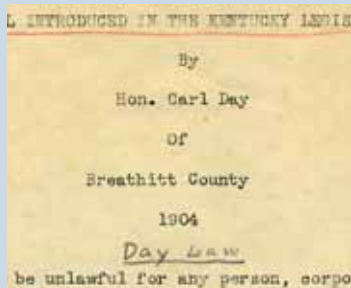 L INTRODUCED IN THE KENTUCKY LEGIS
By
Hon. Carl Day
Of
Breathitt County
1904
Day Law
be unlawful for any person, corpo